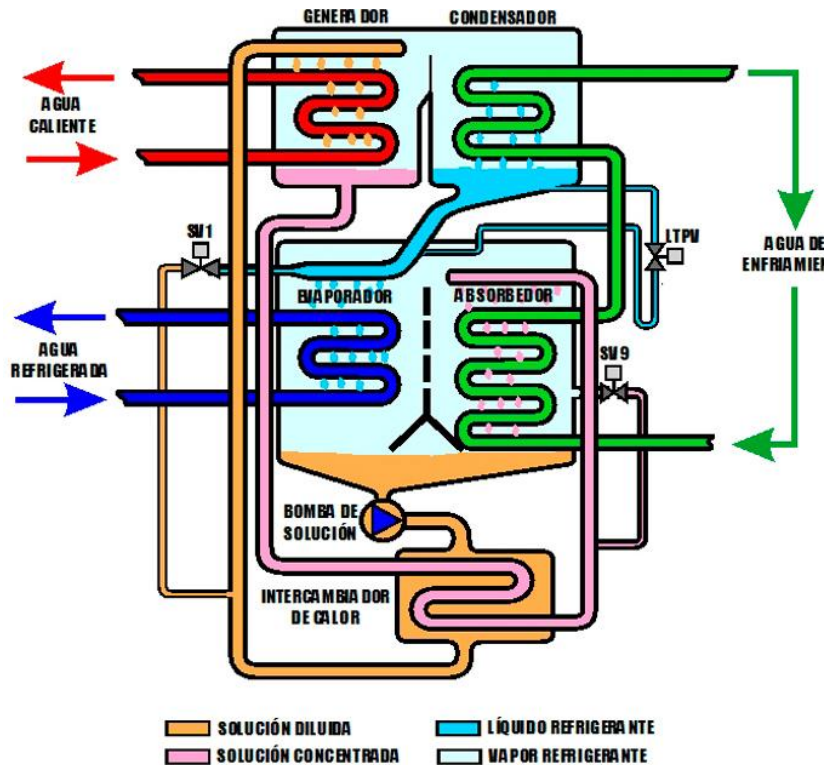 GENERADOR
CONDENSADOR
AGUA
CALIENTE
SV1
LTPV
AGUA DE
ENFRIAMIEN
EVAPORADOR
ABSORBEDOR
AGUA
REFRIGERADA
SV9
BOMBA DE
SOLUCIÓN
INTERCAMBIADOR
DE CALOR
SOLUCIÓN DILUIDA
LÍQUIDO REFRIGERANTE
SOLUCIÓN CONCENTRADA
VAPOR REFRIGERANTE